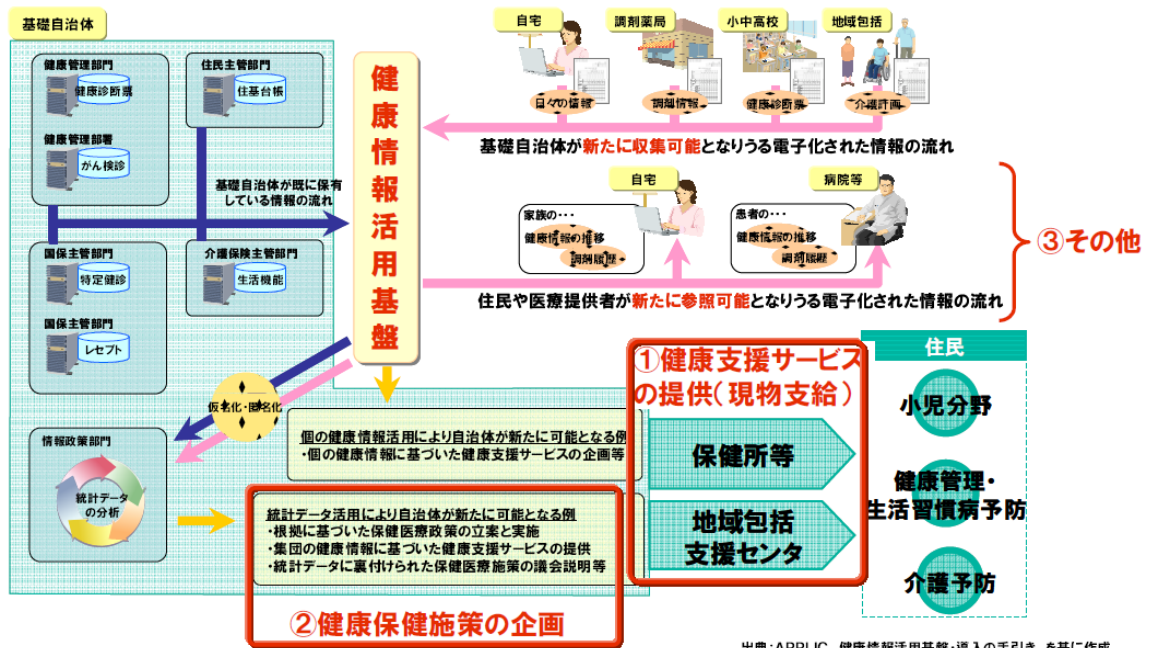 基礎自治体
健康管理部門
健康診断票
健康管理部署
がん検診
住民主管部門
住基台帳
基礎自治体が既に保有
している情報の流れ
国保主管部門
特定健診
国保主管部門
レセプト
介護保険主管部門
生活機能
健康情報活用基盤
自宅
調剤薬局
小中高校
地域包括
日々の情報
調剤情報
健康診断票
介護計画
基礎自治体が新たに収集可能となりうる電子化された情報の流れ
自宅
病院等
家族の・・・
健康情報の推移
調剤履歴
患者の・・・
健康情報の推移
調剤履歴
住民や医療提供者が新たに参照可能となりうる電子化された情報の流れ
③その他
仮名化・匿名化
情報政策部門
統計データ
の分析
個の健康情報活用により自治体が新たに可能となる例
・個の健康情報に基づいた健康支援サービスの企画等
統計データ活用により自治体が新たに可能となる例
・根拠に基づいた保健医療政策の立案と実施
・集団の健康情報に基づいた健康支援サービスの提供
・統計データに裏付けられた保健医療施策の議会説明等
②健康保健施策の企画
①健康支援サービス
の提供（現物支給）
保健所等
地域包括
支援センタ
住民
小児分野
健康管理・
生活習慣病予防
介護予防